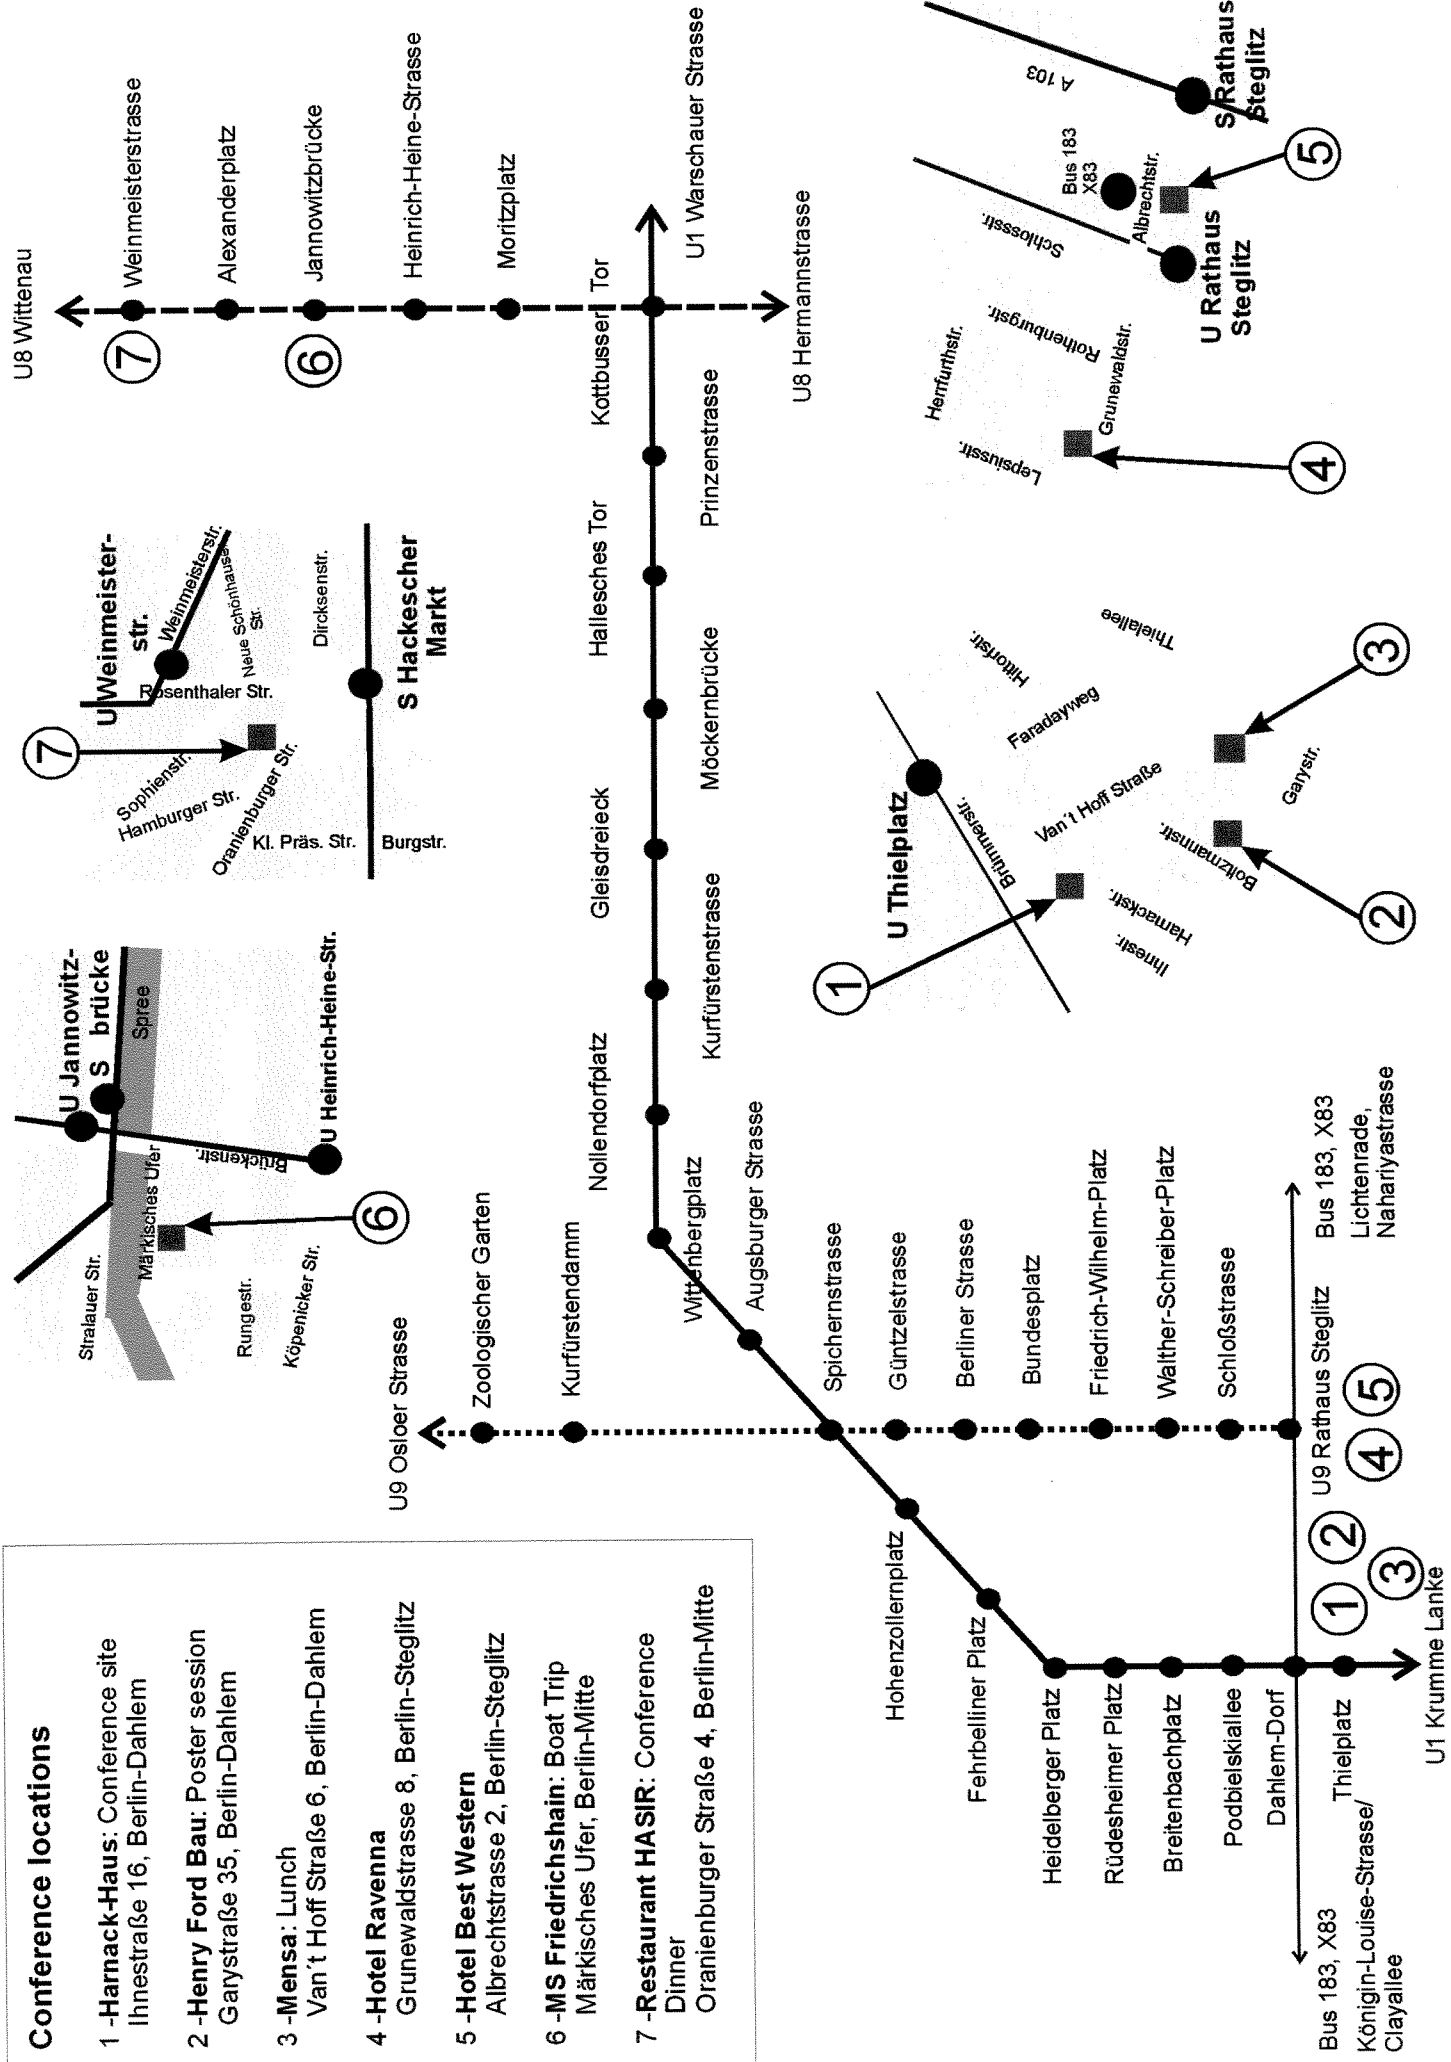 Conference locations
1 -Harnack-Haus: Conference site
Ihnestraße 16, Berlin-Dahlem
2 -Henry Ford Bau: Poster session
Garystraße 35, Berlin-Dahlem
3 -Mensa: Lunch
Van´t Hoff Straße 6, Berlin-Dahlem
4 -Hotel Ravenna
Grunewaldstrasse 8, Berlin-Steglitz
5 -Hotel Best Western
Albrechtstrasse 2, Berlin-Steglitz
6 -MS Friedrichshain: Boat Trip
Märkisches Ufer, Berlin-Mitte
7 -Restaurant HASIR: Conference
Dinner
Oranienburger Straße 4, Berlin-Mitte
U Jannowitz-
S brücke
Spree
Stralauer Str.
Märkisches Ufer
Brückenstr.
Rungestr.
Köpenicker Str.
U Heinrich-Heine-Str.
6
7
U Weinmeister-
str.
Weinmeisterstr.
Neue Schönhauser
Str.
Rosenthaler Str.
Sophienstr.
Hamburger Str.
Oranienburger Str.
Kl. Präs. Str.
Burgstr.
Dircksenstr.
S Hackescher
Markt
U8 Wittenau
7
Weinmeisterstrasse
Alexanderplatz
6
Jannowitzbrücke
Heinrich-Heine-Strasse
Moritzplatz
Kottbusser Tor
U1 Warschauer Strasse
U8 Hermannstrasse
Prinzenstrasse
Hallesches Tor
Möckernbrücke
Gleisdreieck
Kurfürstenstrasse
Nollendorfplatz
Wittenbergplatz
Augsburger Strasse
U9 Osloer Strasse
Zoologischer Garten
Kurfürstendamm
Spichernstrasse
Güntzelstrasse
Berliner Strasse
Bundesplatz
Friedrich-Wilhelm-Platz
Walther-Schreiber-Platz
Schloßstrasse
U9 Rathaus Steglitz
4
5
Bus 183, X83
Lichtenrade,
Nahariyastrasse
Hohenzollernplatz
Fehrbelliner Platz
Heidelberger Platz
Rüdesheimer Platz
Breitenbachplatz
Podbielskiallee
Dahlem-Dorf
Thielplatz
1
2
3
U1 Krumme Lanke
Bus 183, X83
Königin-Louise-Strasse/
Clayallee
U Thielplatz
1
Brümmerstr.
Hittorfstr.
Faradayweg
Thielallee
Van´t Hoff Straße
Harnackstr.
Ihnestr.
Boltzmannstr.
Garystr.
2
3
A 103
Bus 183
X83
Schlossstr.
Albrechtstr.
S Rathaus
Steglitz
U Rathaus
Steglitz
5
Herrfurthstr.
Rothenburgstr.
Lepsiusstr.
Grunewaldstr.
4